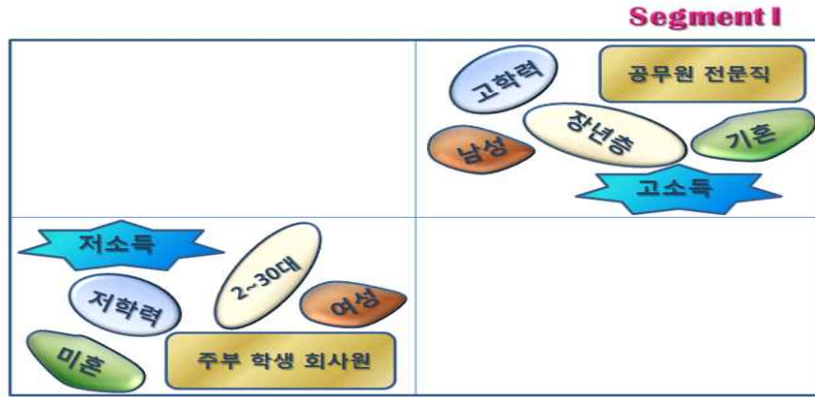 Segment I
고학력
공무원 전문직
남성
장년층
기혼
고소득
저소득
2~30대
저학력
여성
미혼
주부 학생 회사원